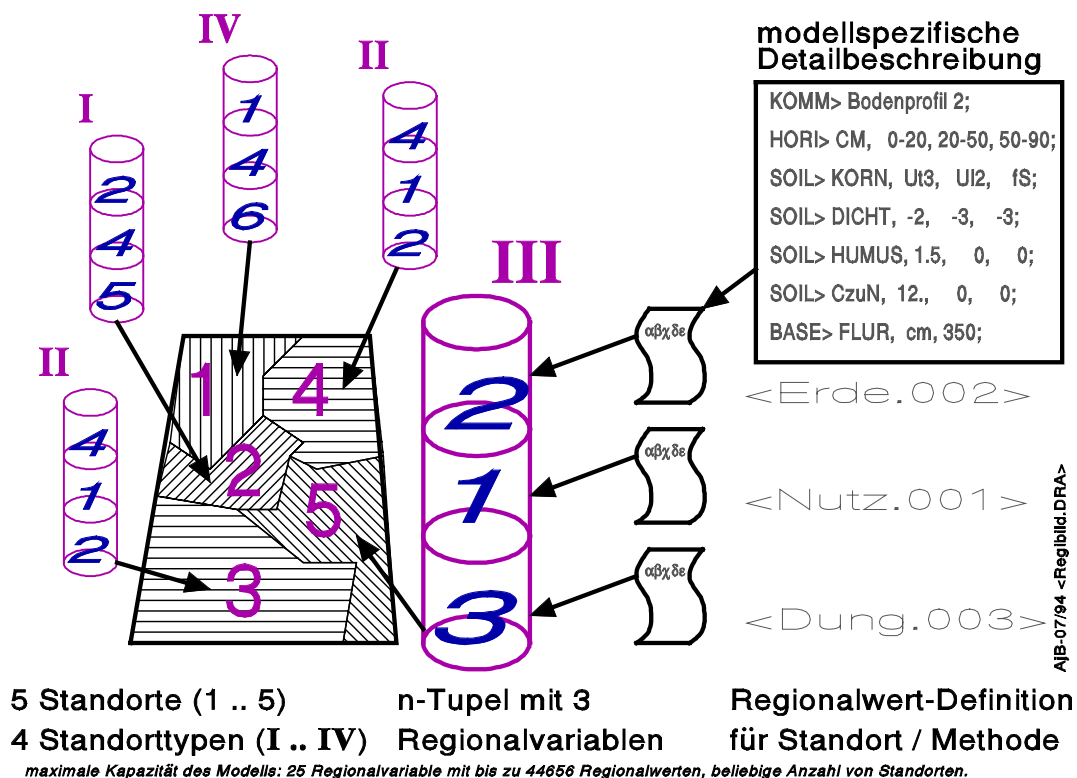 IV
1
4
6
II
4
1
2
I
2
4
5
II
4
1
2
1
4
2
5
3
III
2
1
3
αβχδε
αβχδε
αβχδε
modellspezifische
Detailbeschreibung
KOMM> Bodenprofil 2;
HORI> CM, 0-20, 20-50, 50-90;
SOIL> KORN, Ut3, Ul2, fS;
SOIL> DICHT, -2, -3, -3;
SOIL> HUMUS, 1.5, 0, 0;
SOIL> CzuN, 12., 0, 0;
BASE> FLUR, cm, 350;
<Erde.002>
<Nutz.001>
<Dung.003>
AjB-07/94 <Regibild.DRA>
5 Standorte (1 .. 5)
4 Standorttypen (I .. IV)
n-Tupel mit 3
Regionalvariablen
Regionalwert-Definition
für Standort / Methode
maximale Kapazität des Modells: 25 Regionalvariable mit bis zu 44656 Regionalwerten, beliebige Anzahl von Standorten.